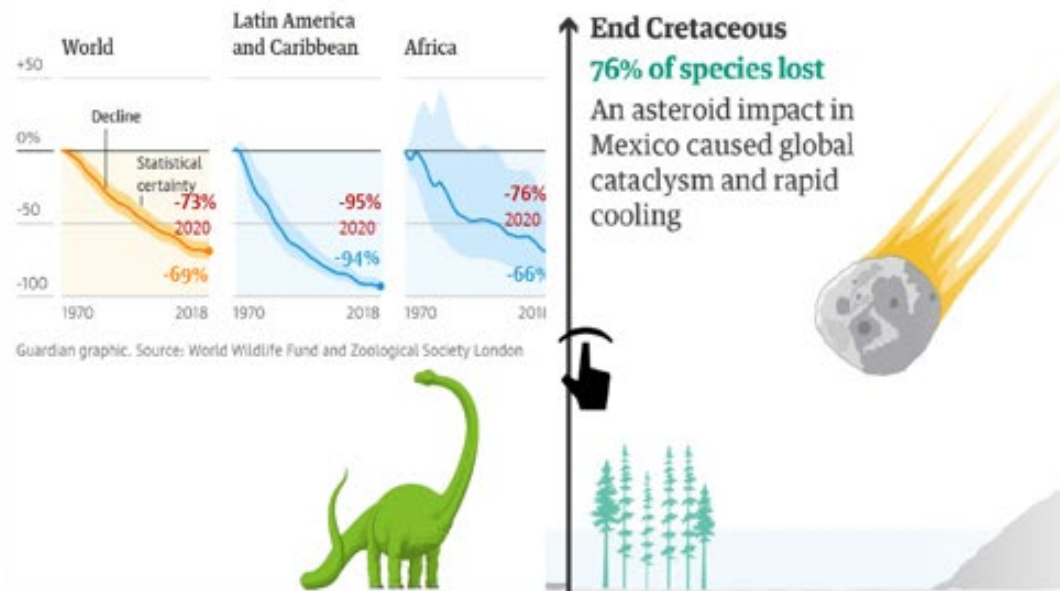 World
Latin America
and Caribbean
Africa
+50
0%
-50
-100
Decline
Statistical
certainty
-73%
2020
-69%
1970
2018
-95%
2020
-94%
1970
2018
-76%
2020
-66%
1970
201
Guardian graphic. Source: World Wildlife Fund and Zoological Society London
End Cretaceous
76% of species lost
An asteroid impact in
Mexico caused global
cataclysm and rapid
cooling